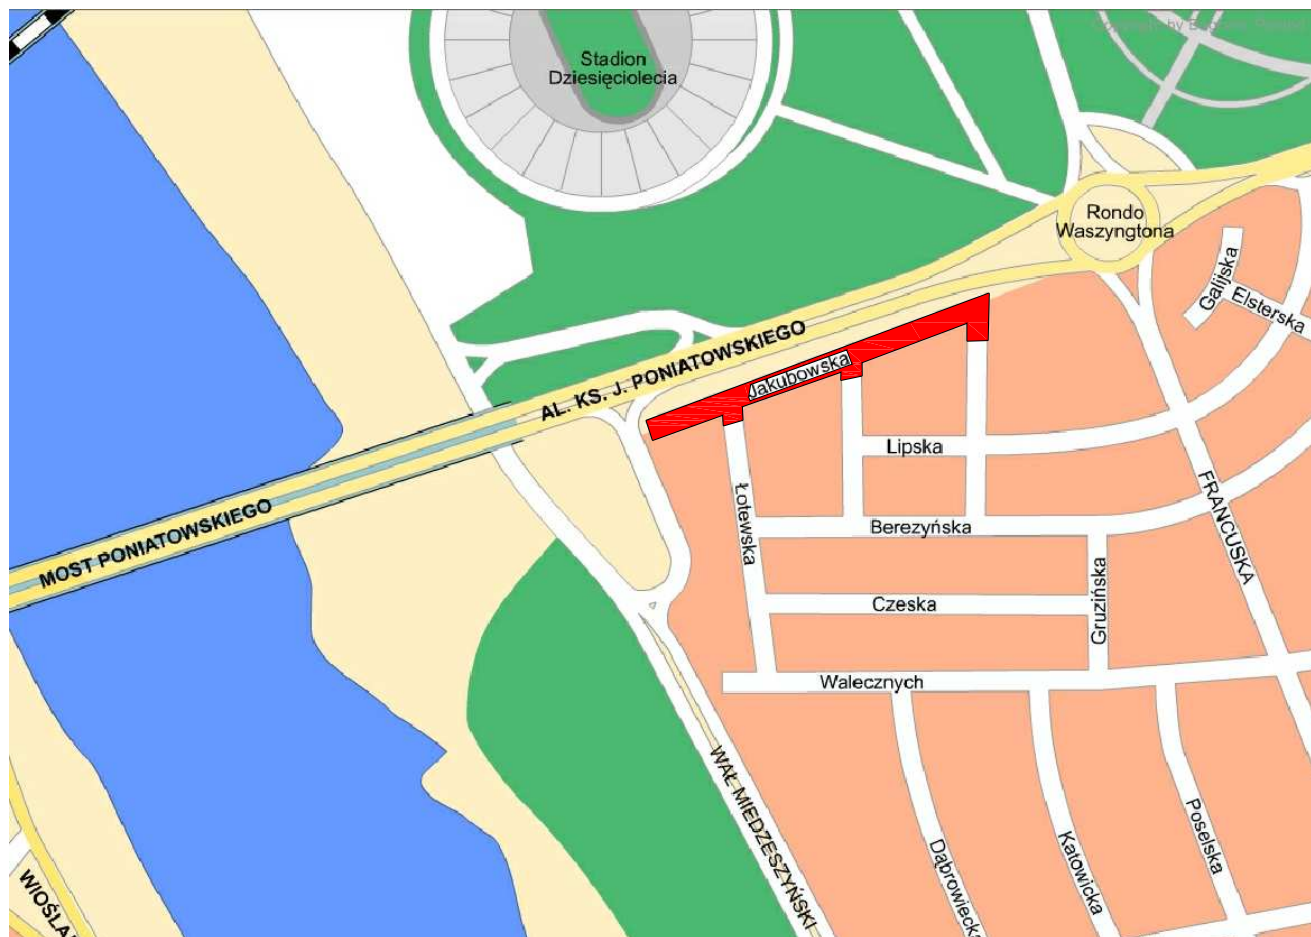 Stadion
Dziesięciolecia
Rondo
Waszyngtona
Galijska
Elsterska
AL. KS. J. PONIATOWSKIEGO
Jakubowska
Lipska
MOST PONIATOWSKIEGO
Łotewska
Berezyńska
FRANCUSKA
Czeska
Gruzińska
Walecznych
WAŁ MIEDZESZYŃSKI
Dąbrowiecka
Katowicka
Poselska